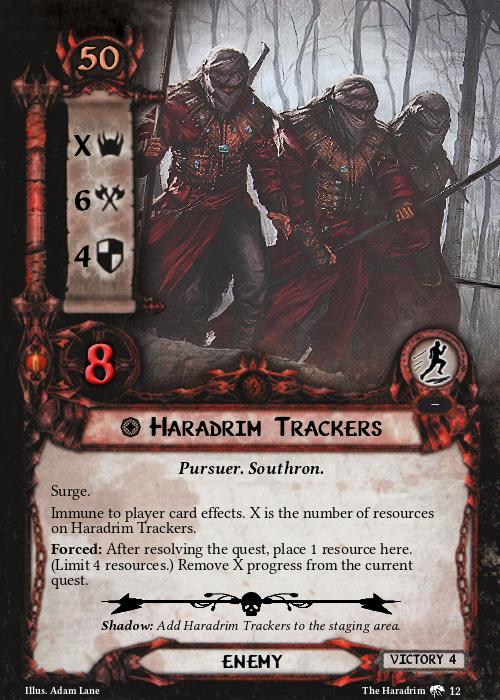 50
X
6
4
8
–
Haradrim Trackers
Pursuer. Southron.
Surge.
Immune to player card effects. X is the number of resources
on Haradrim Trackers.
Forced: After resolving the quest, place 1 resource here.
(Limit 4 resources.) Remove X progress from the current
quest.
Shadow: Add Haradrim Trackers to the staging area.
ENEMY
VICTORY 4
Illus. Adam Lane
The Haradrim 12